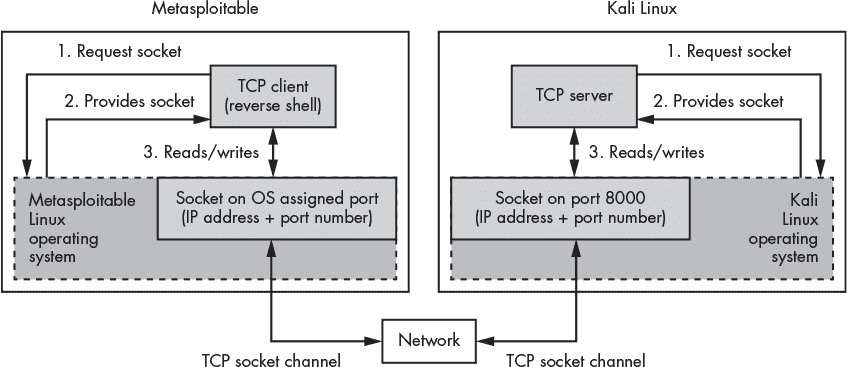 Metasploitable
1. Request socket
TCP client
(reverse shell)
2. Provides socket
3. Reads/writes
Metasploitable
Linux
operating
system
Socket on OS assigned port
(IP address + port number)
TCP socket channel
Kali Linux
1. Request socket
TCP server
2. Provides socket
3. Reads/writes
Socket on port 8000
(IP address + port number)
Kali
Linux
operating
system
Network
TCP socket channel